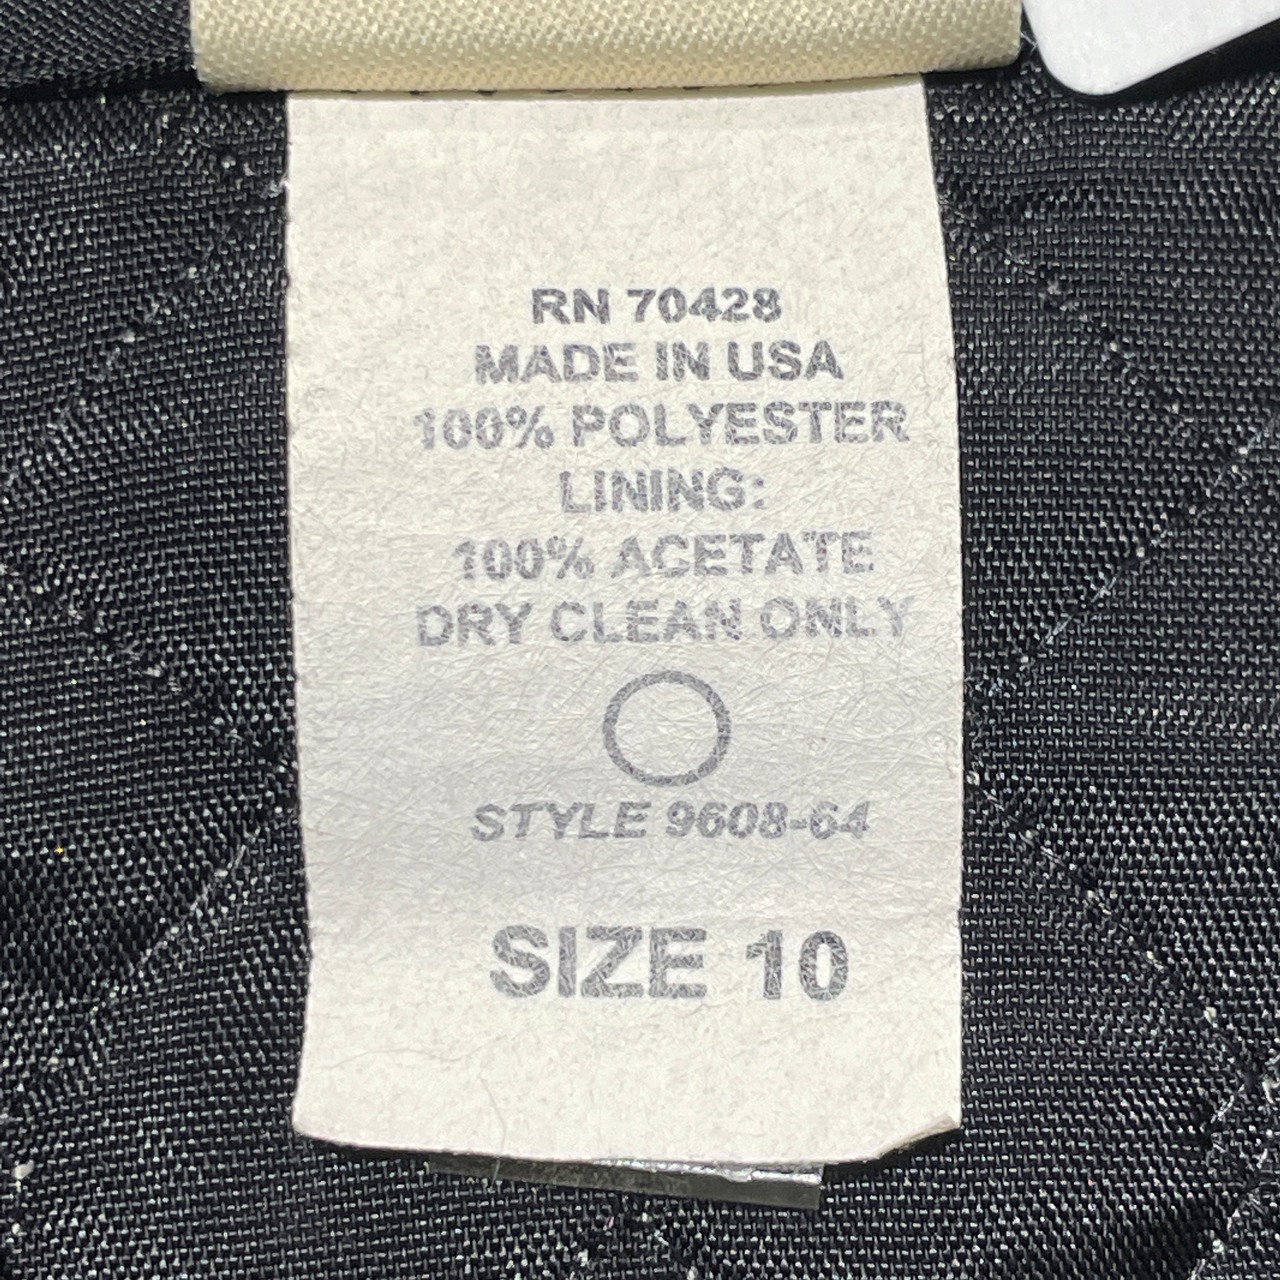 RN 70428
MADE IN USA
100% POLYESTER
LINING:
100% ACETATE
DRY CLEAN ONLY
STYLE 9608-64
SIZE 10